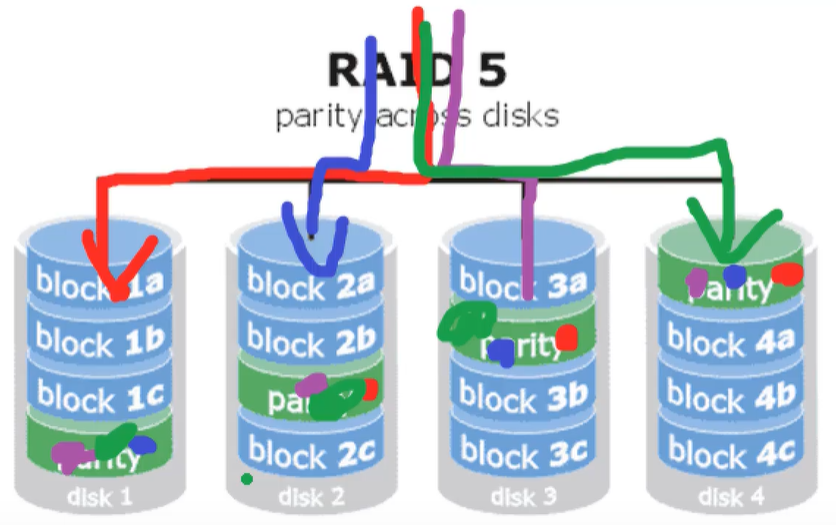 RAID 5
parity across disks
block 1a
block 2a
block 3a
parity
block 1b
block 2b
parity
block 4a
block 1c
parity
block 3b
block 4b
parity
block 2c
block 3c
block 4c
disk 1
disk 2
disk 3
disk 4